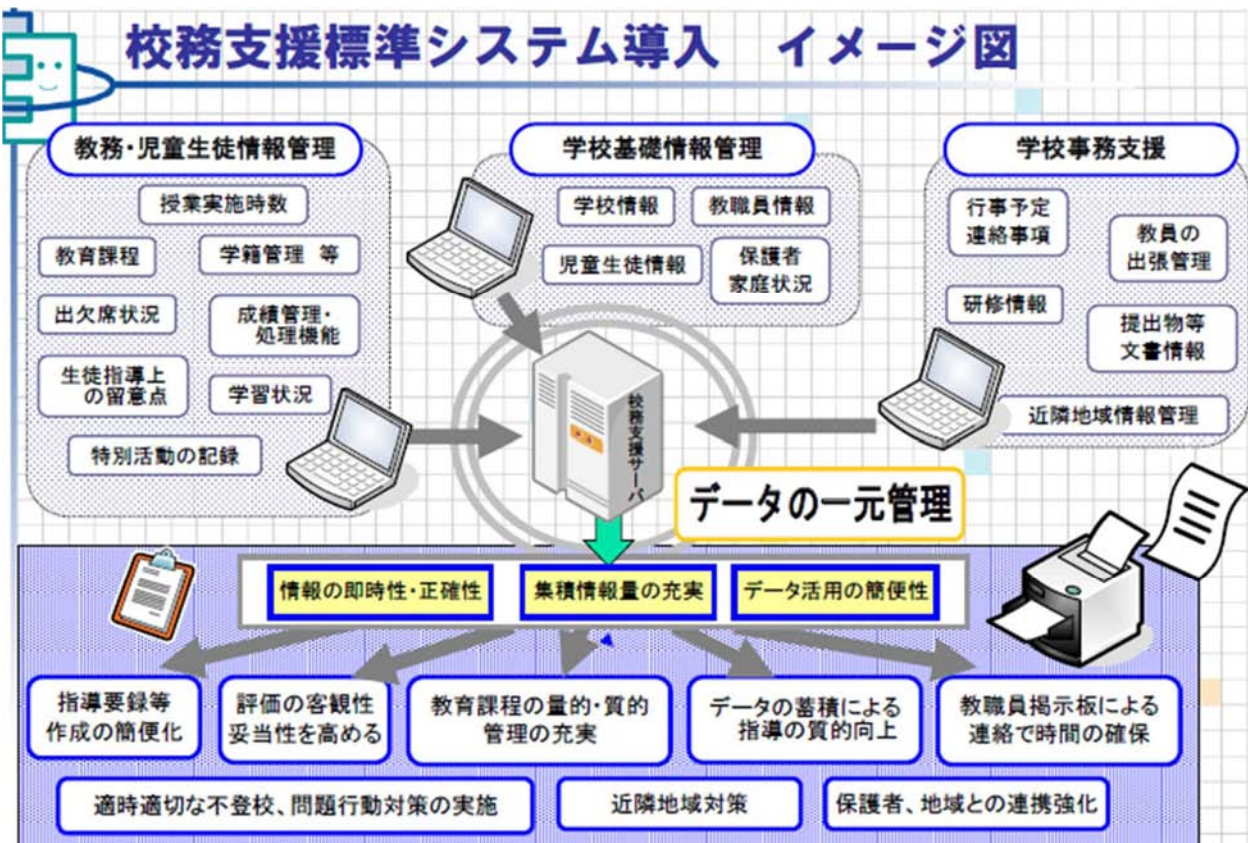 校務支援標準システム導入　イメージ図
教務・児童生徒情報管理
授業実施時数
教育課程
学籍管理 等
出欠席状況
成績管理・
処理機能
生徒指導上
の留意点
学習状況
特別活動の記録
学校基礎情報管理
学校情報
教職員情報
児童生徒情報
保護者
家庭状況
学校事務支援
行事予定
連絡事項
教員の
出張管理
研修情報
提出物等
文書情報
近隣地域情報管理
校務支援サーバ
データの一元管理
情報の即時性・正確性
集積情報量の充実
データ活用の簡便性
指導要録等
作成の簡便化
評価の客観性
妥当性を高める
教育課程の量的・質的
管理の充実
データの蓄積による
指導の質的向上
教職員掲示板による
連絡で時間の確保
適時適切な不登校、問題行動対策の実施
近隣地域対策
保護者、地域との連携強化